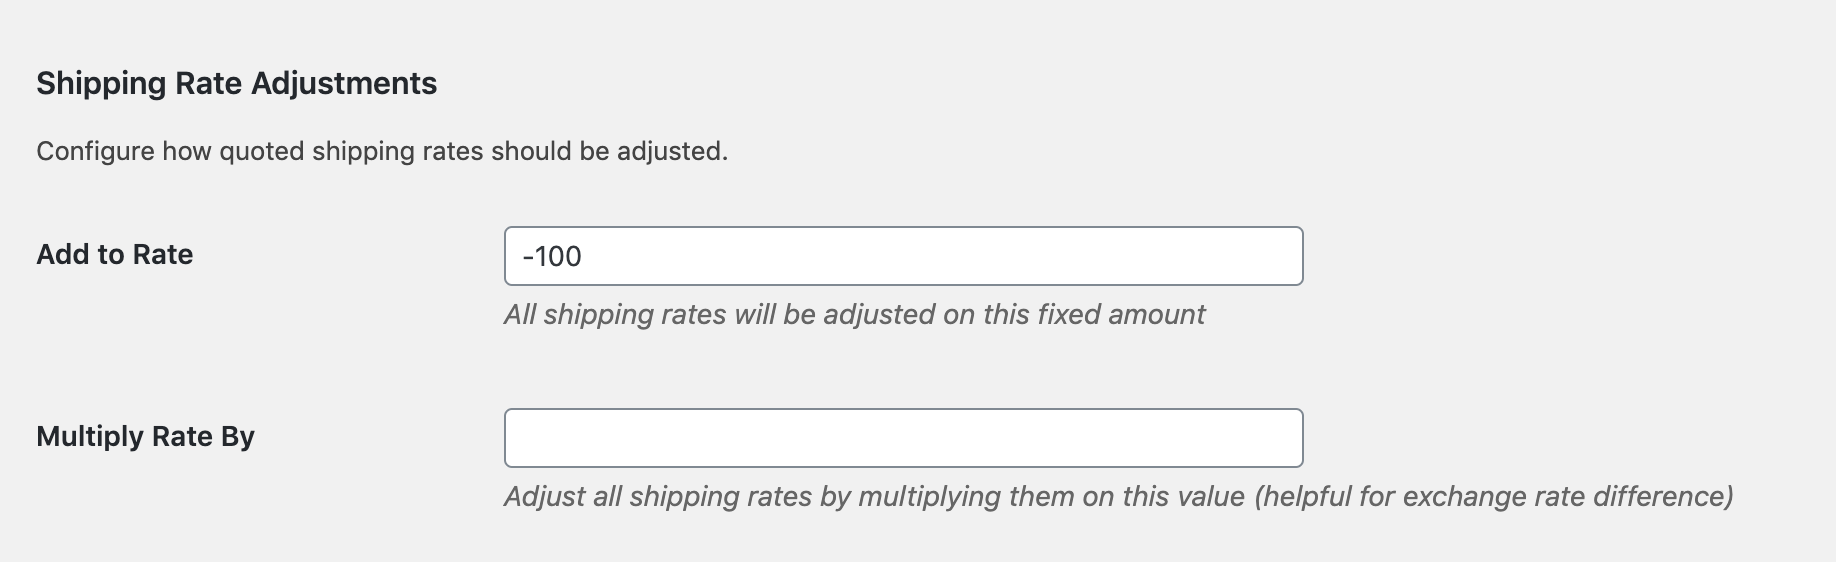 Shipping Rate Adjustments
Configure how quoted shipping rates should be adjusted.
Add to Rate
-100
All shipping rates will be adjusted on this fixed amount
Multiply Rate By
Adjust all shipping rates by multiplying them on this value (helpful for exchange rate difference)